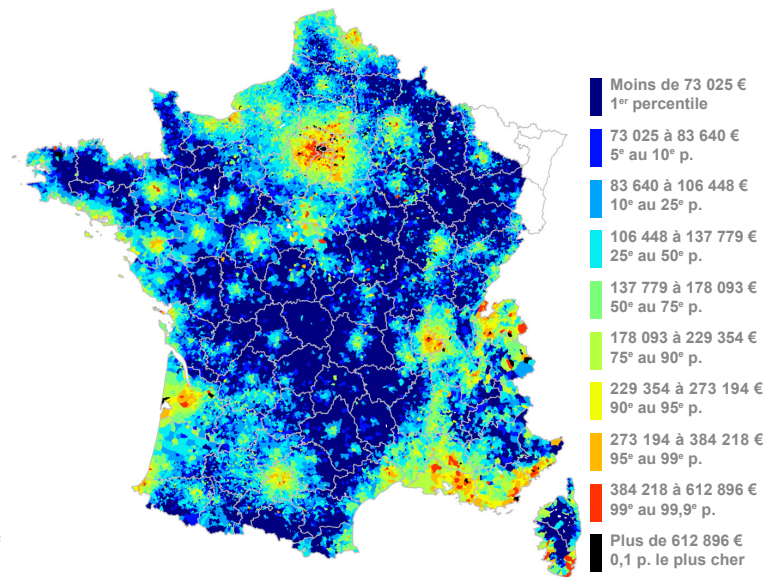 Moins de 73 025 €
1er percentile
73 025 à 83 640 €
5e au 10e p.
83 640 à 106 448 €
10e au 25e p.
106 448 à 137 779 €
25e au 50e p.
137 779 à 178 093 €
50e au 75e p.
178 093 à 229 354 €
75e au 90e p.
229 354 à 273 194 €
90e au 95e p.
273 194 à 384 218 €
95e au 99e p.
384 218 à 612 896 €
99e au 99,9e p.
Plus de 612 896 €
0,1 p. le plus cher